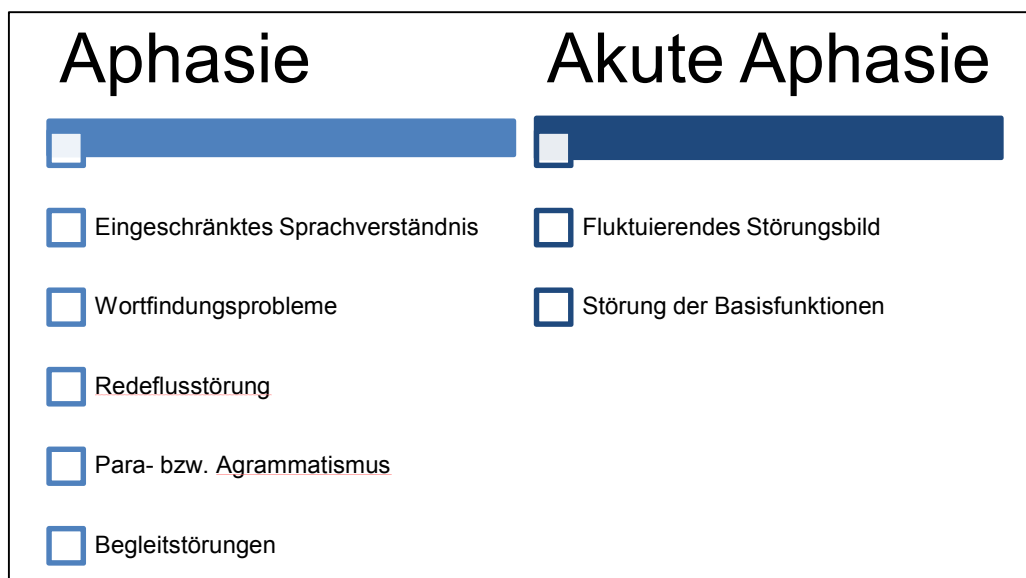 Aphasie
Eingeschränktes Sprachverständnis
Wortfindungsprobleme
Redeflusstörung
Para- bzw. Agrammatismus
Begleitstörungen
Akute Aphasie
Fluktuierendes Störungsbild
Störung der Basisfunktionen